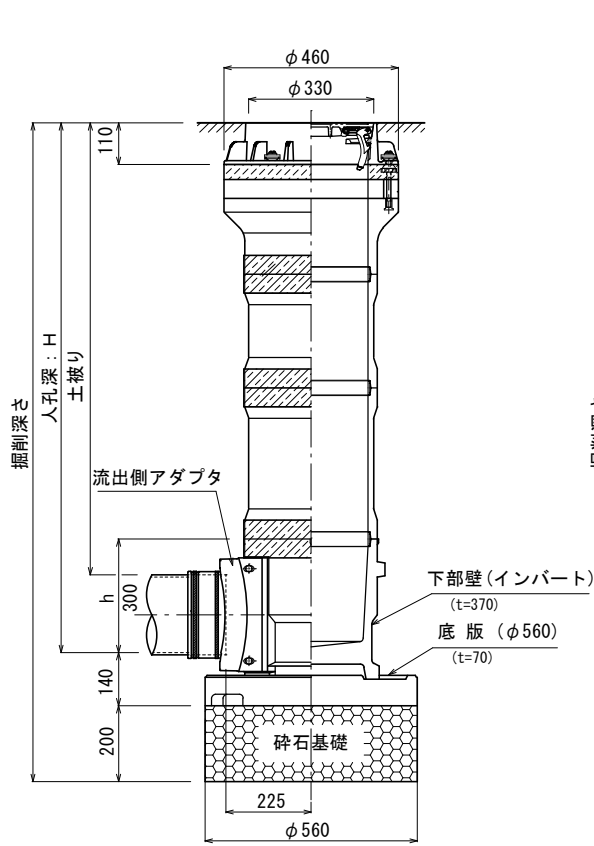 φ460
φ330
110
掘削深さ
人孔深：H
土被り
流出側アダプタ
h
300
下部壁(インバート)
(t=370)
底 版 (φ560)
(t=70)
140
200
砕石基礎
225
φ560